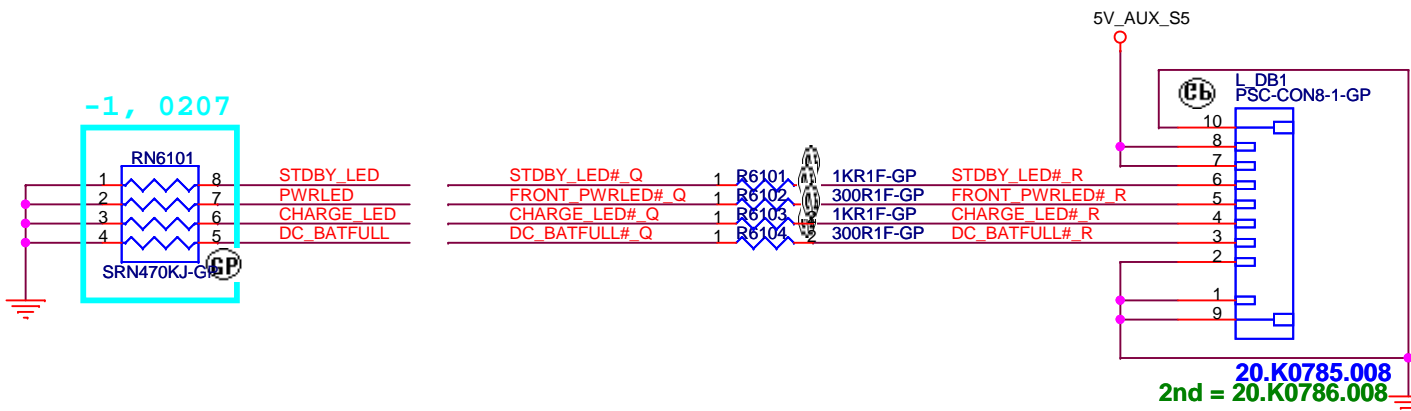 5V_AUX_S5
-1, 0207
L_DB1
PSC-CON8-1-GP
RN6101
10
8
7
1 8 STDBY_LED STDBY_LED#_Q 1 R6101 1KR1F-GP STDBY_LED#_R 6
2 7 PWRLED FRONT_PWRLED#_Q 1 R6102 300R1F-GP FRONT_PWRLED#_R 5
3 6 CHARGE_LED CHARGE_LED#_Q 1 R6103 1KR1F-GP CHARGE_LED#_R 4
4 5 DC_BATFULL DC_BATFULL#_Q 1 R6104 2 300R1F-GP DC_BATFULL#_R 3
2
SRN470KJ-GP
GP
1
9
20.K0785.008
2nd = 20.K0786.008